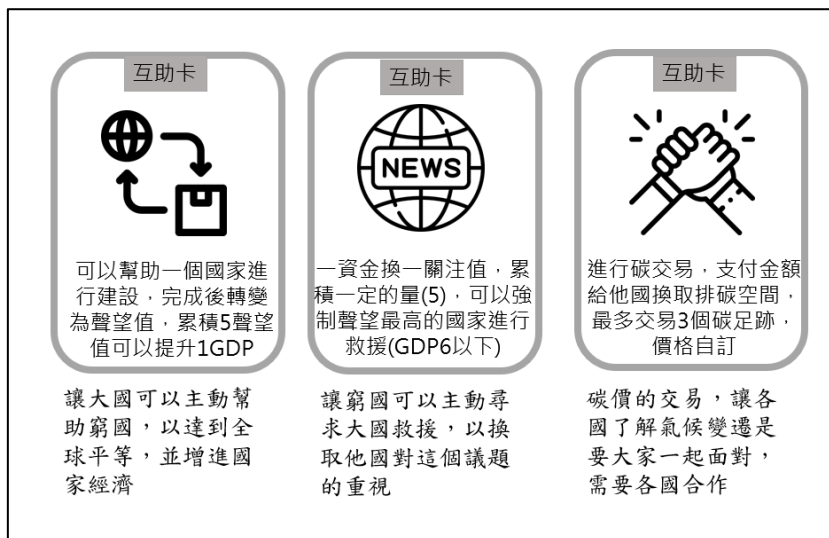 互助卡
可以幫助一個國家進
行建設，完成後轉變
為聲望值，累積5聲望
值可以提升1GDP
讓大國可以主動幫
助窮國，以達到全
球平等，並增進國
家經濟
互助卡
NEWS
一資金換一關注值，累
積一定的量(5)，可以強
制聲望最高的國家進行
救援(GDP6以下)
讓窮國可以主動尋
求大國救援，以換
取他國對這個議題
的重視
互助卡
進行碳交易，支付金額
給他國換取排碳空間，
最多交易3個碳足跡，
價格自訂
碳價的交易，讓各
國了解氣候變遷是
要大家一起面對，
需要各國合作